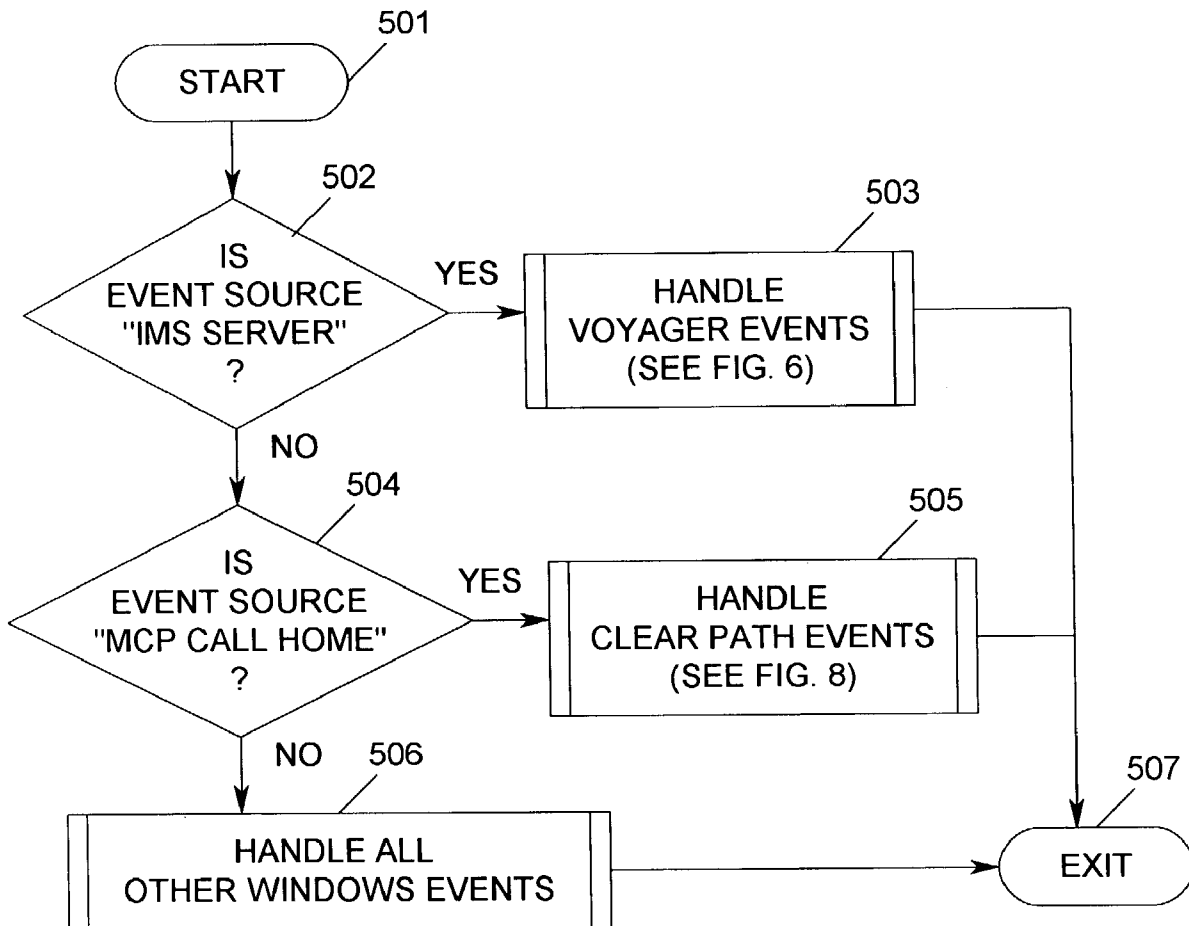 501
START
502
IS
EVENT SOURCE
"IMS SERVER"
?
YES
503
HANDLE
VOYAGER EVENTS
(SEE FIG. 6)
NO
504
IS
EVENT SOURCE
"MCP CALL HOME"
?
YES
505
HANDLE
CLEAR PATH EVENTS
(SEE FIG. 8)
NO
506
HANDLE ALL
OTHER WINDOWS EVENTS
507
EXIT